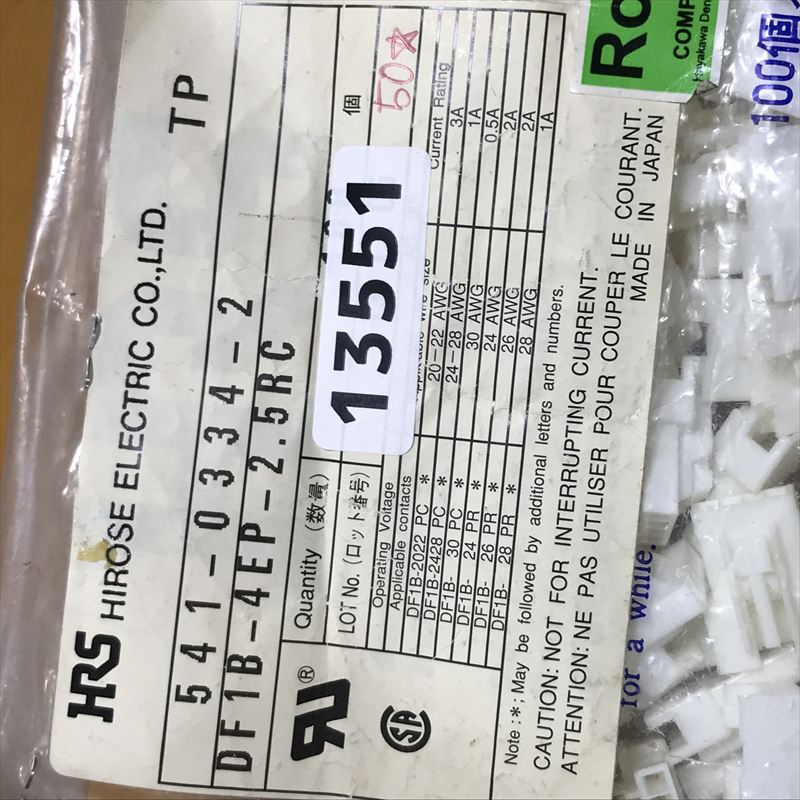 HRS HIROSE ELECTRIC CO.,LTD. TP
541-0334-2
DF1B-4EP-2.5RC
Quantity (数量) 個
50
LOT No. (ロット番号)
13551
Operating Voltage
Applicable contacts Current Rating
DF1B-2022 PC * 20-22 AWG 3A
DF1B-2428 PC * 24-28 AWG 1A
DF1B- 30 PC * 30 AWG 0.5A
DF1B- 24 PR * 24 AWG 2A
DF1B- 26 PR * 26 AWG 2A
DF1B- 28 PR * 28 AWG 1A
Note : * ; May be followed by additional letters and numbers.
CAUTION: NOT FOR INTERRUPTING CURRENT.
ATTENTION: NE PAS UTILISER POUR COUPER LE COURANT.
MADE IN JAPAN
Ro
COMP
Hayakawa Den
100個
for a while.